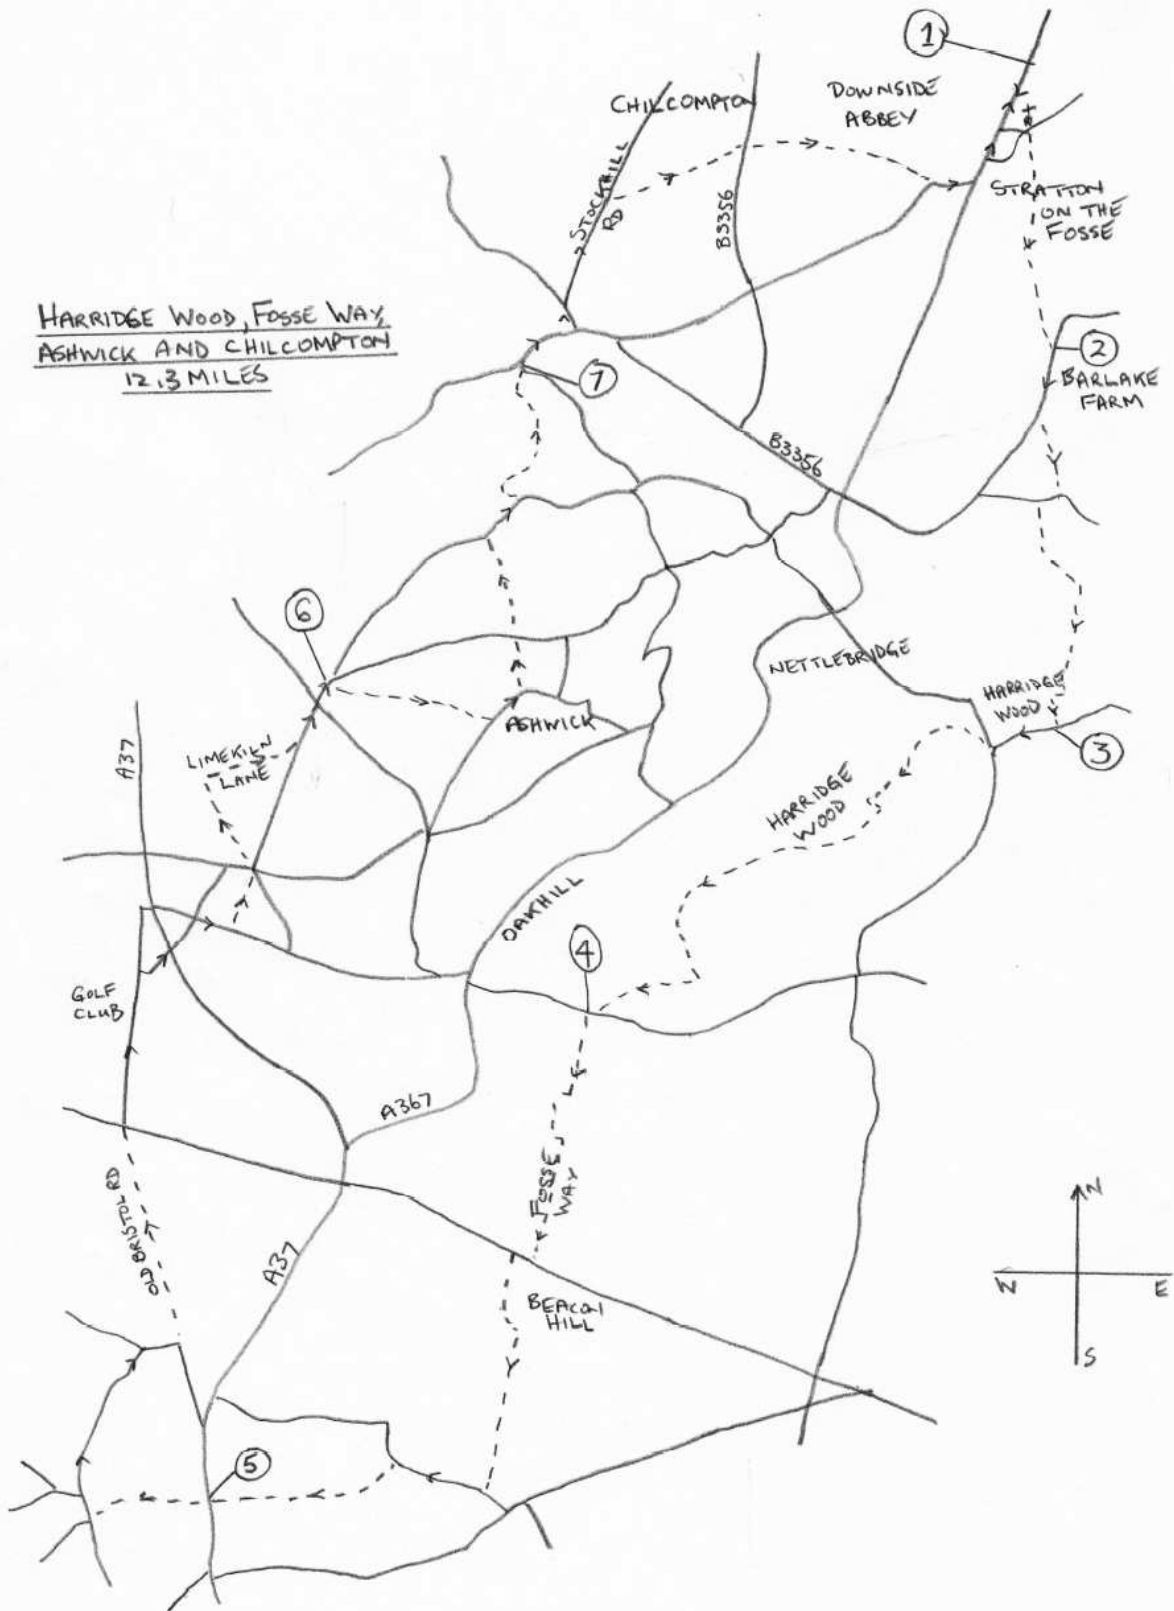 1
CHILCOMPTON
DOWNSIDE
ABBEY
STOCKHILL
RD
B3356
STRATTON
ON THE
FOSSE
HARRIDGE WOOD, FOSSE WAY,
ASHWICK AND CHILCOMPTON
12.3 MILES
2
BARLAKE
FARM
7
B3356
6
NETTLEBRIDGE
HARRIDGE
WOOD
ASHWICK
3
A37
LIMEKILN
LANE
HARRIDGE
WOOD
OAKHILL
4
GOLF
CLUB
A367
FOSSE
WAY
OLD BRISTOL RD
A37
N
W
E
S
BEACON
HILL
5